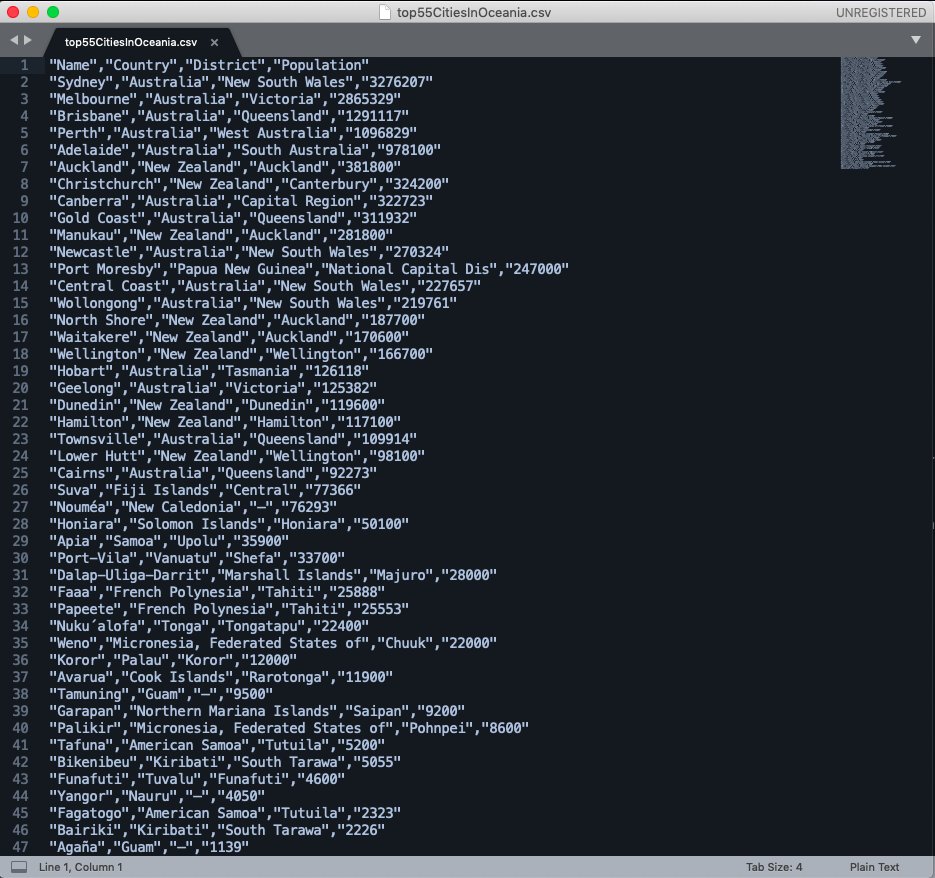 top55CitiesInOceania.csv
UNREGISTERED
top55CitiesInOceania.csv ×
1 "Name","Country","District","Population"
2 "Sydney","Australia","New South Wales","3276207"
3 "Melbourne","Australia","Victoria","2865329"
4 "Brisbane","Australia","Queensland","1291117"
5 "Perth","Australia","West Australia","1096829"
6 "Adelaide","Australia","South Australia","978100"
7 "Auckland","New Zealand","Auckland","381800"
8 "Christchurch","New Zealand","Canterbury","324200"
9 "Canberra","Australia","Capital Region","322723"
10 "Gold Coast","Australia","Queensland","311932"
11 "Manukau","New Zealand","Auckland","281800"
12 "Newcastle","Australia","New South Wales","270324"
13 "Port Moresby","Papua New Guinea","National Capital Dis","247000"
14 "Central Coast","Australia","New South Wales","227657"
15 "Wollongong","Australia","New South Wales","219761"
16 "North Shore","New Zealand","Auckland","187700"
17 "Waitakere","New Zealand","Auckland","170600"
18 "Wellington","New Zealand","Wellington","166700"
19 "Hobart","Australia","Tasmania","126118"
20 "Geelong","Australia","Victoria","125382"
21 "Dunedin","New Zealand","Dunedin","119600"
22 "Hamilton","New Zealand","Hamilton","117100"
23 "Townsville","Australia","Queensland","109914"
24 "Lower Hutt","New Zealand","Wellington","98100"
25 "Cairns","Australia","Queensland","92273"
26 "Suva","Fiji Islands","Central","77366"
27 "Nouméa","New Caledonia","–","76293"
28 "Honiara","Solomon Islands","Honiara","50100"
29 "Apia","Samoa","Upolu","35900"
30 "Port-Vila","Vanuatu","Shefa","33700"
31 "Dalap-Uliga-Darrit","Marshall Islands","Majuro","28000"
32 "Faaa","French Polynesia","Tahiti","25888"
33 "Papeete","French Polynesia","Tahiti","25553"
34 "Nuku´alofa","Tonga","Tongatapu","22400"
35 "Weno","Micronesia, Federated States of","Chuuk","22000"
36 "Koror","Palau","Koror","12000"
37 "Avarua","Cook Islands","Rarotonga","11900"
38 "Tamuning","Guam","–","9500"
39 "Garapan","Northern Mariana Islands","Saipan","9200"
40 "Palikir","Micronesia, Federated States of","Pohnpei","8600"
41 "Tafuna","American Samoa","Tutuila","5200"
42 "Bikenibeu","Kiribati","South Tarawa","5055"
43 "Funafuti","Tuvalu","Funafuti","4600"
44 "Yangor","Nauru","–","4050"
45 "Fagatogo","American Samoa","Tutuila","2323"
46 "Bairiki","Kiribati","South Tarawa","2226"
47 "Agaña","Guam","–","1139"
Line 1, Column 1
Tab Size: 4
Plain Text